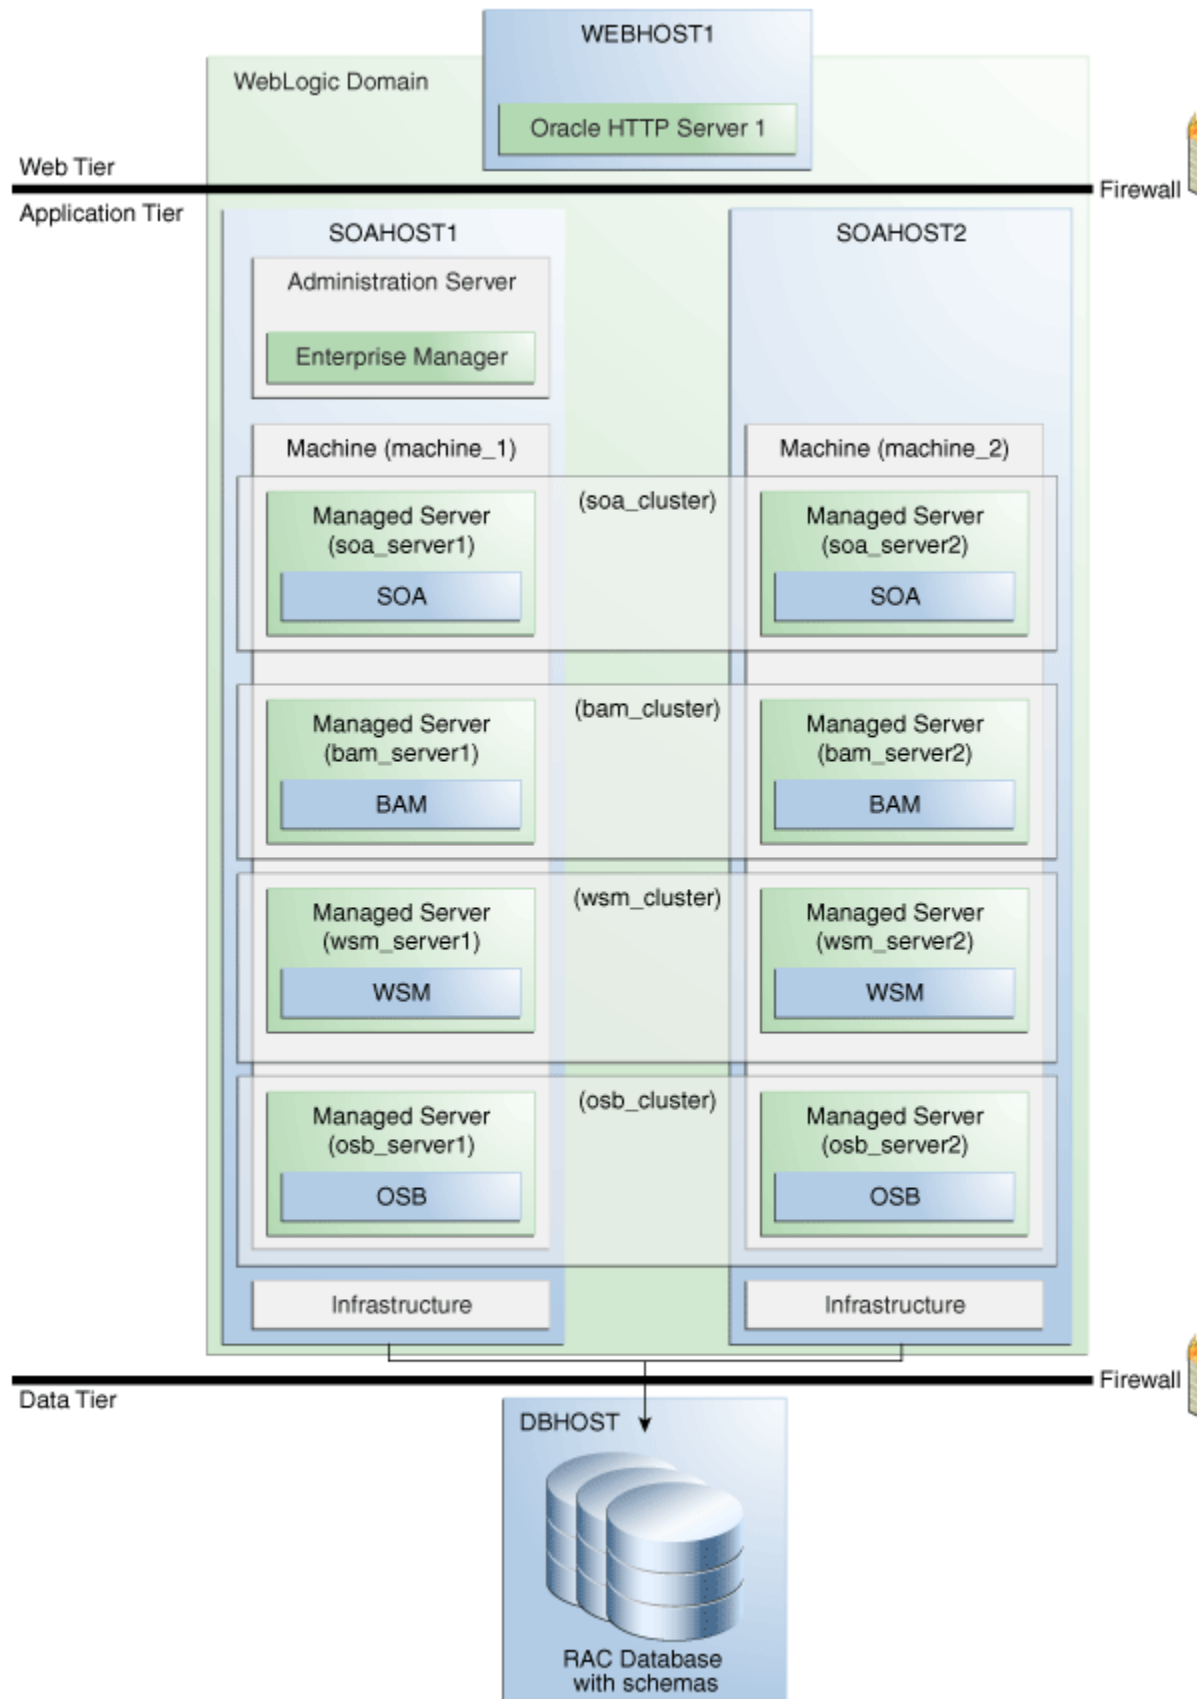 WEBHOST1
WebLogic Domain
Oracle HTTP Server 1
Web Tier
Firewall
Application Tier
SOAHOST1
SOAHOST2
Administration Server
Enterprise Manager
Machine (machine_1)
Machine (machine_2)
(soa_cluster)
Managed Server
(soa_server1)
SOA
Managed Server
(soa_server2)
SOA
(bam_cluster)
Managed Server
(bam_server1)
BAM
Managed Server
(bam_server2)
BAM
(wsm_cluster)
Managed Server
(wsm_server1)
WSM
Managed Server
(wsm_server2)
WSM
(osb_cluster)
Managed Server
(osb_server1)
OSB
Managed Server
(osb_server2)
OSB
Infrastructure
Infrastructure
Firewall
Data Tier
DBHOST
RAC Database
with schemas